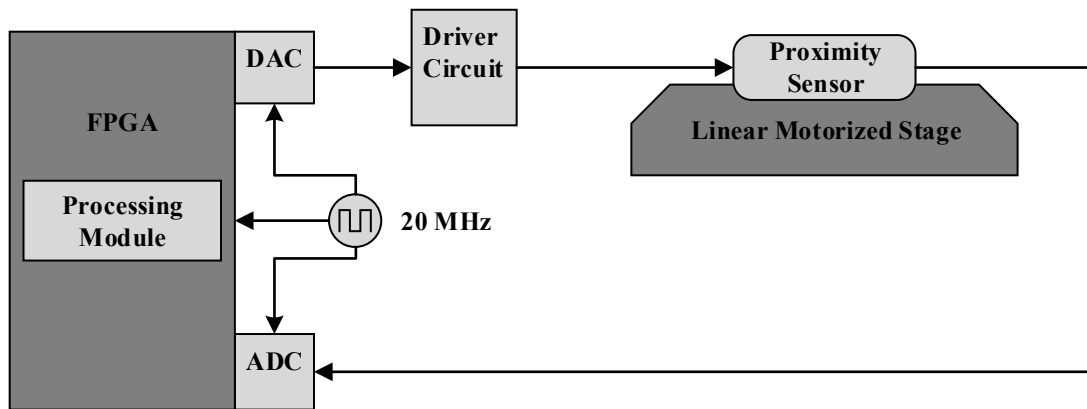 DAC
Driver
Circuit
Proximity
Sensor
FPGA
Linear Motorized Stage
Processing
Module
20 MHz
ADC